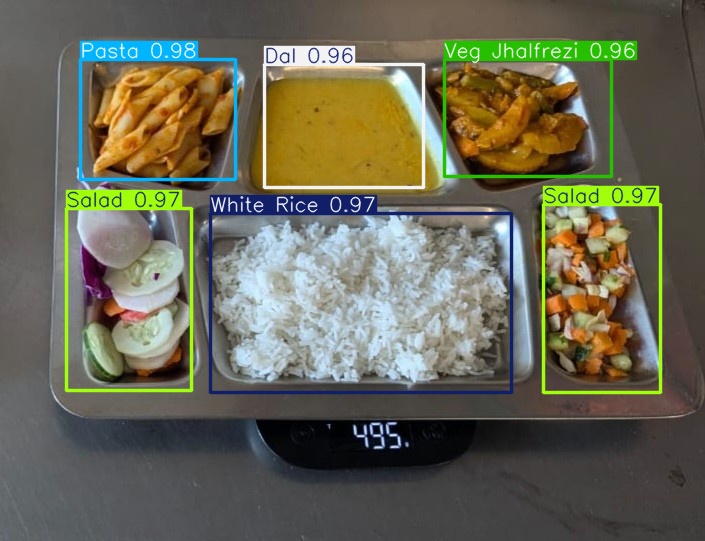 Pasta 0.98
Dal 0.96
Veg Jhalfrezi 0.96
Salad 0.97
White Rice 0.97
Salad 0.97
495.